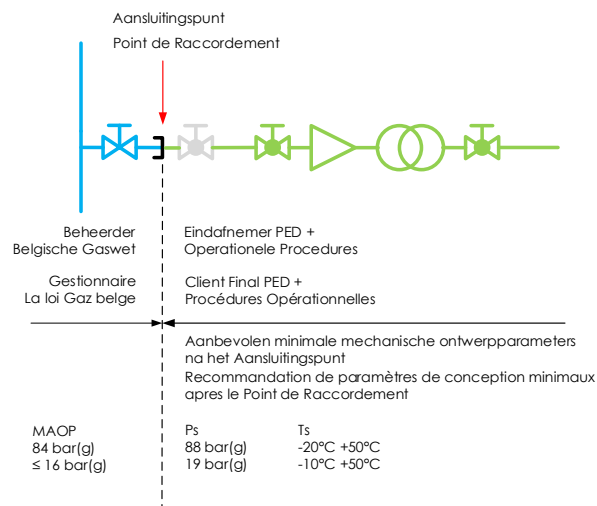 Aansluitingspunt
Point de Raccordement
Beheerder
Belgische Gaswet
Eindafnemer PED +
Operationele Procedures
Gestionnaire
La loi Gaz belge
Client Final PED +
Procédures Opérationnelles
Aanbevolen minimale mechanische ontwerpparameters
na het Aansluitingspunt
Recommandation de paramètres de conception minimaux
apres le Point de Raccordement
MAOP
84 bar(g)
≤ 16 bar(g)
Ps Ts
88 bar(g) -20°C +50°C
19 bar(g) -10°C +50°C